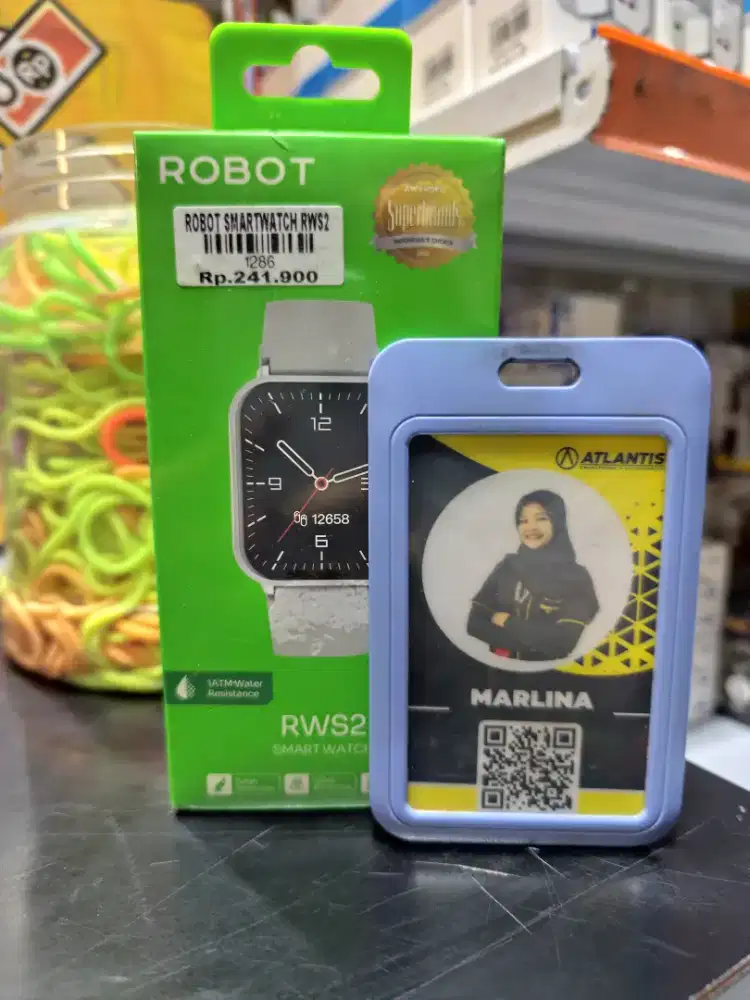 ROBOT
Superbrands
ROBOT SMARTWATCH RWS2
1286
Rp.241.900
12
9
12658
6
1ATM Water
Resistance
RWS2
SMART WATCH
ATLANTIS
MARLINA